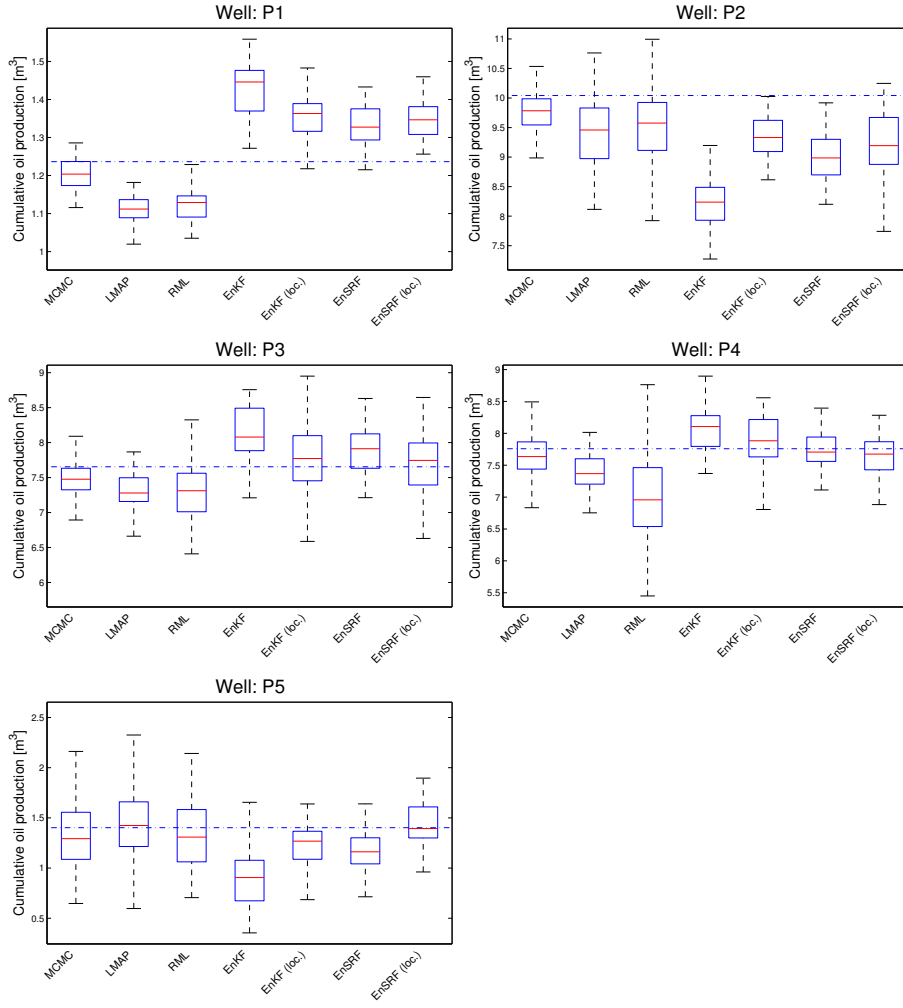 Well: P1
Cumulative oil production [m³]
1.5
1.4
1.3
1.2
1.1
1
MCMC
LMAP
RML
EnKF
EnKF (loc.)
EnSRF
EnSRF (loc.)
Well: P2
Cumulative oil production [m³]
11
10.5
10
9.5
9
8.5
8
7.5
MCMC
LMAP
RML
EnKF
EnKF (loc.)
EnSRF
EnSRF (loc.)
Well: P3
Cumulative oil production [m³]
9
8.5
8
7.5
7
6.5
6
MCMC
LMAP
RML
EnKF
EnKF (loc.)
EnSRF
EnSRF (loc.)
Well: P4
Cumulative oil production [m³]
9
8.5
8
7.5
7
6.5
6
5.5
MCMC
LMAP
RML
EnKF
EnKF (loc.)
EnSRF
EnSRF (loc.)
Well: P5
Cumulative oil production [m³]
2.5
2
1.5
1
0.5
MCMC
LMAP
RML
EnKF
EnKF (loc.)
EnSRF
EnSRF (loc.)